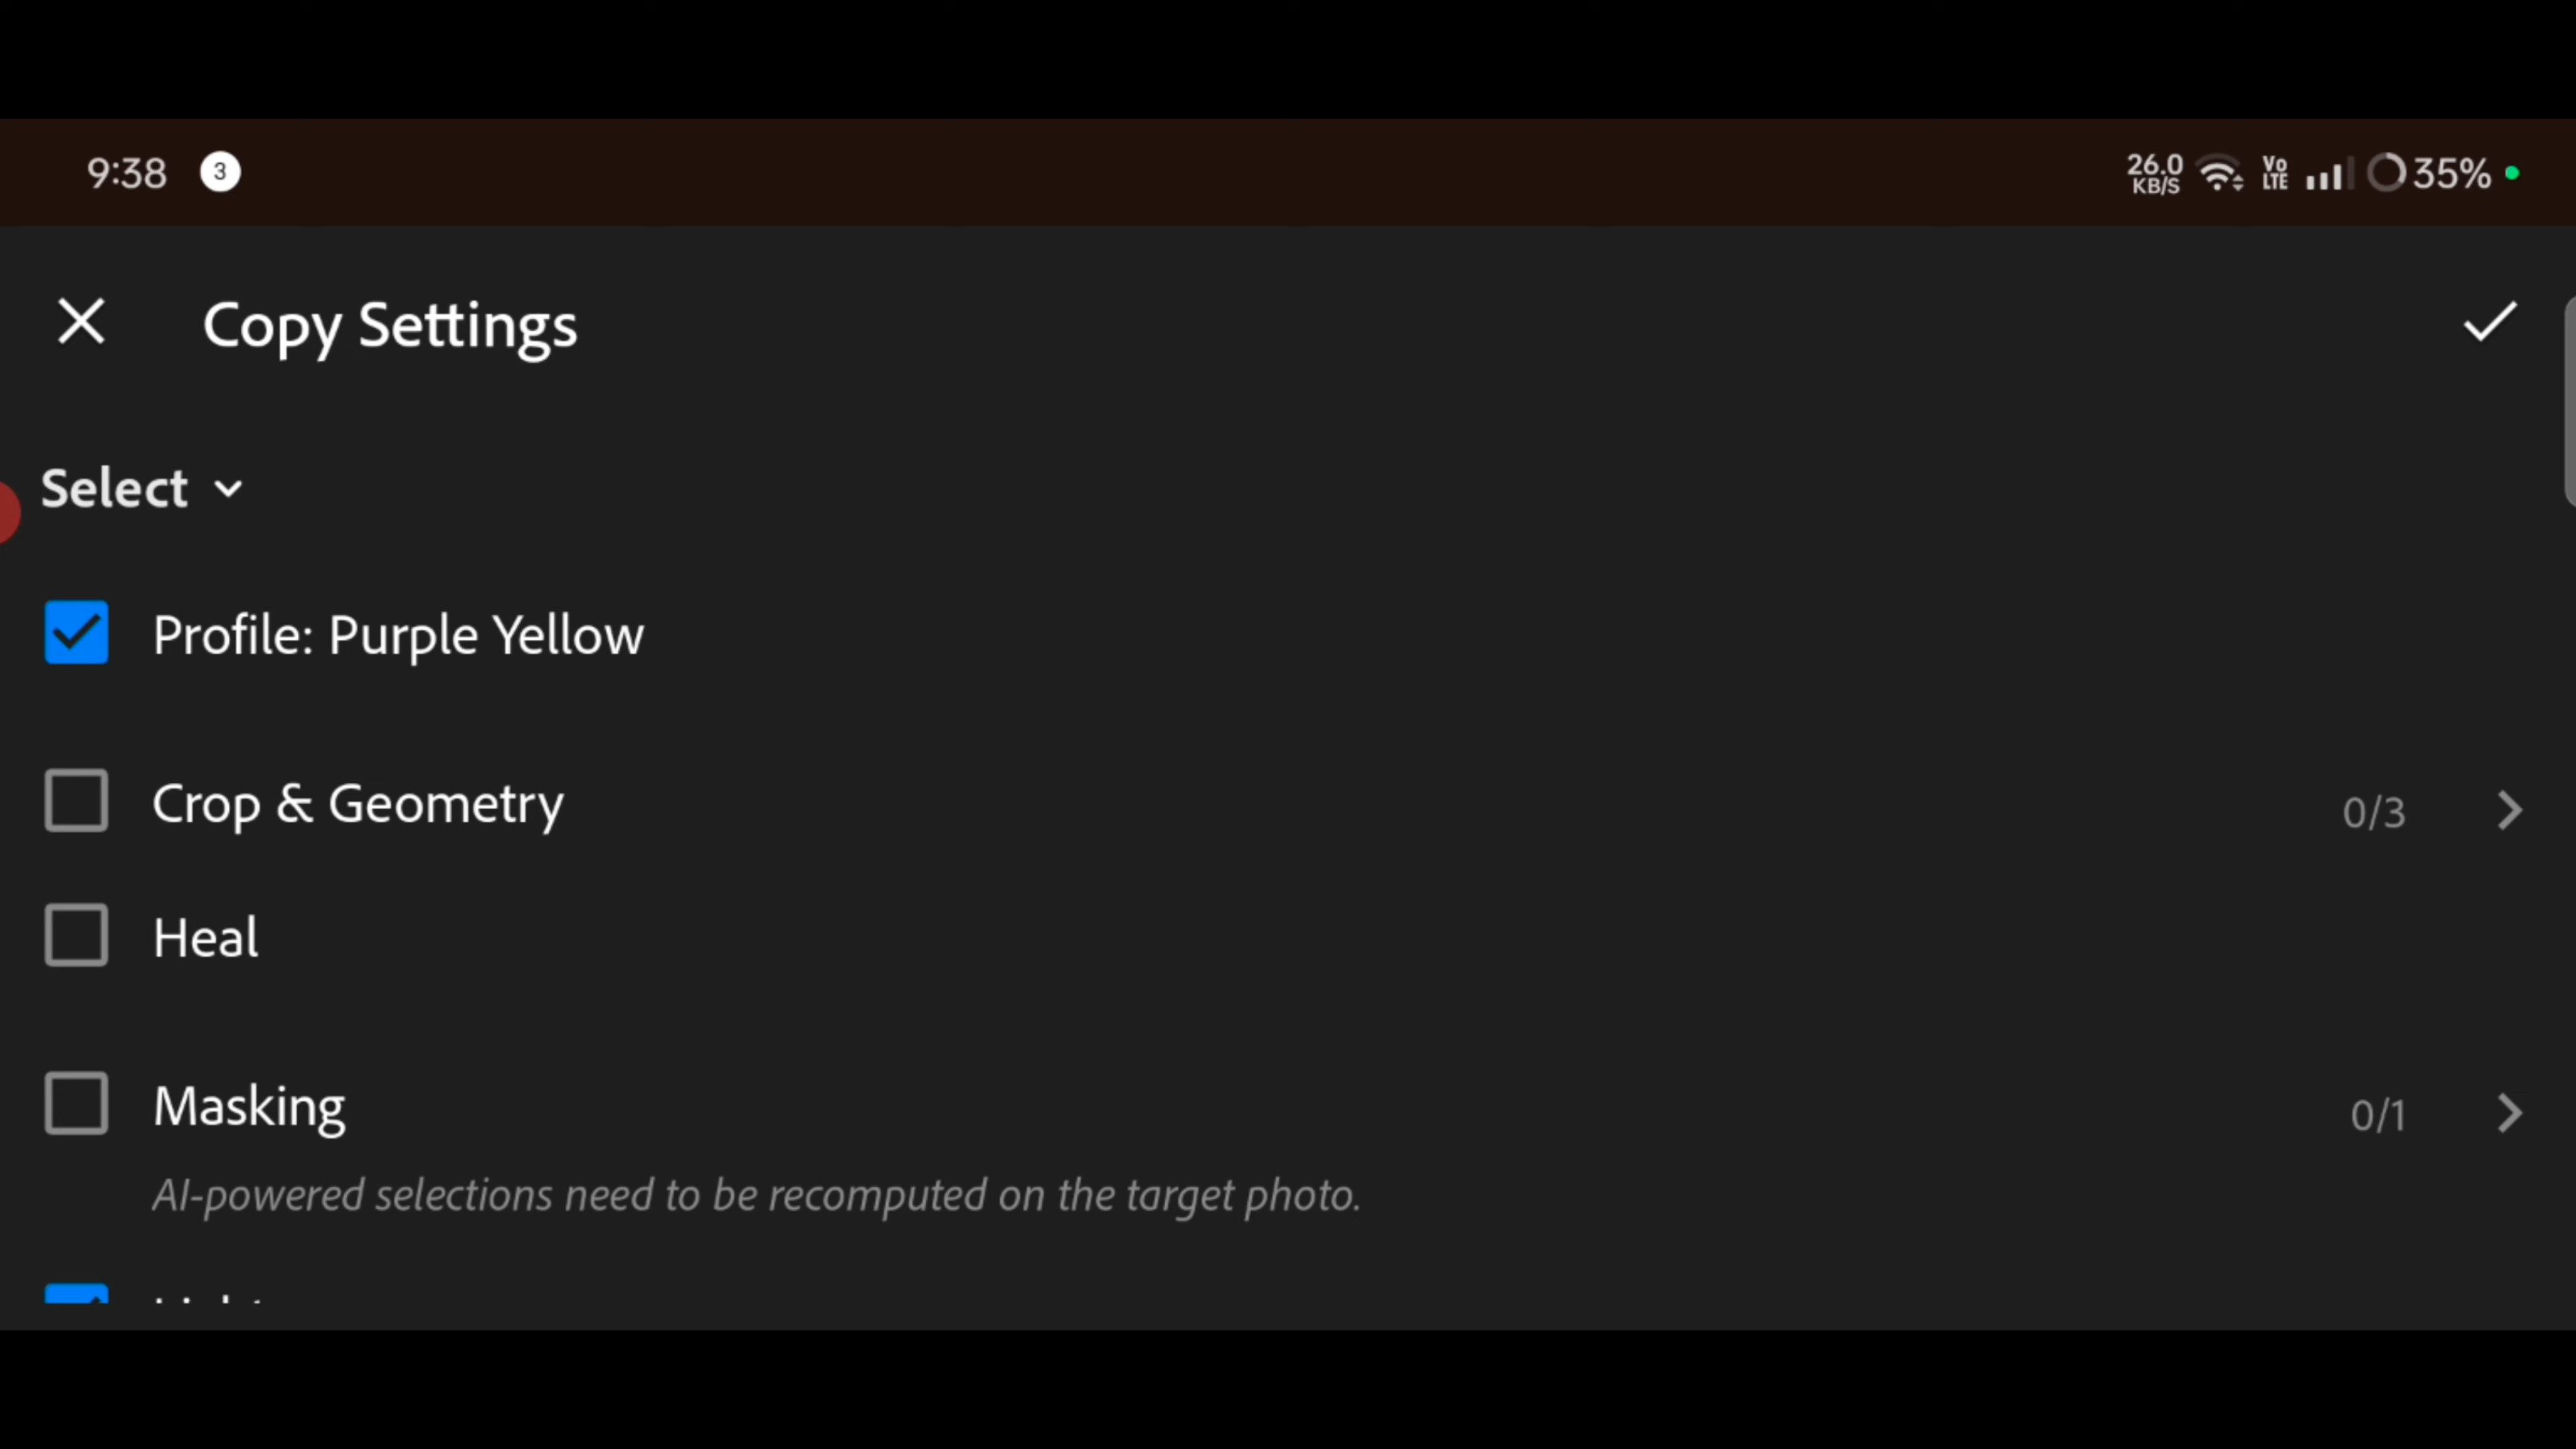 9:38 3 26.0 KB/S Vo LTE 35%
Copy Settings
Select
Profile: Purple Yellow
Crop & Geometry 0/3
Heal
Masking 0/1
AI-powered selections need to be recomputed on the target photo.